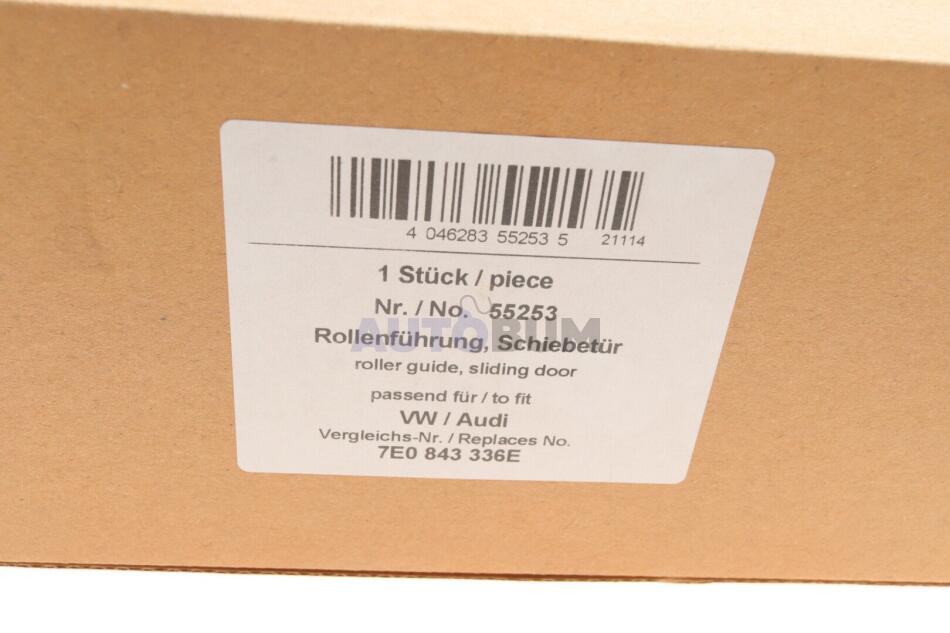 4 046283 55253 5 21114
1 Stück / piece
Nr. / No. 55253
AUTOBUM
Rollenführung, Schiebetür
roller guide, sliding door
passend für / to fit
VW / Audi
Vergleichs-Nr. / Replaces No.
7E0 843 336E